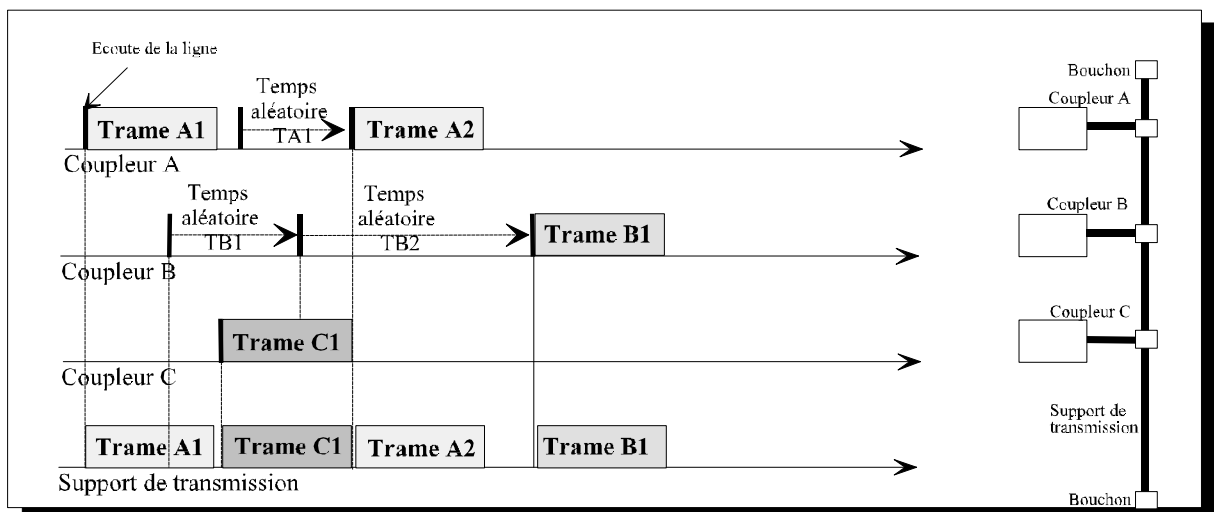 Ecoute de la ligne
Temps
aléatoire
TA1
Trame A1
Trame A2
Coupleur A
Temps
aléatoire
TB1
Temps
aléatoire
TB2
Trame B1
Coupleur B
Trame C1
Coupleur C
Trame A1
Trame C1
Trame A2
Trame B1
Support de transmission
Bouchon
Coupleur A
Coupleur B
Coupleur C
Support de
transmission
Bouchon